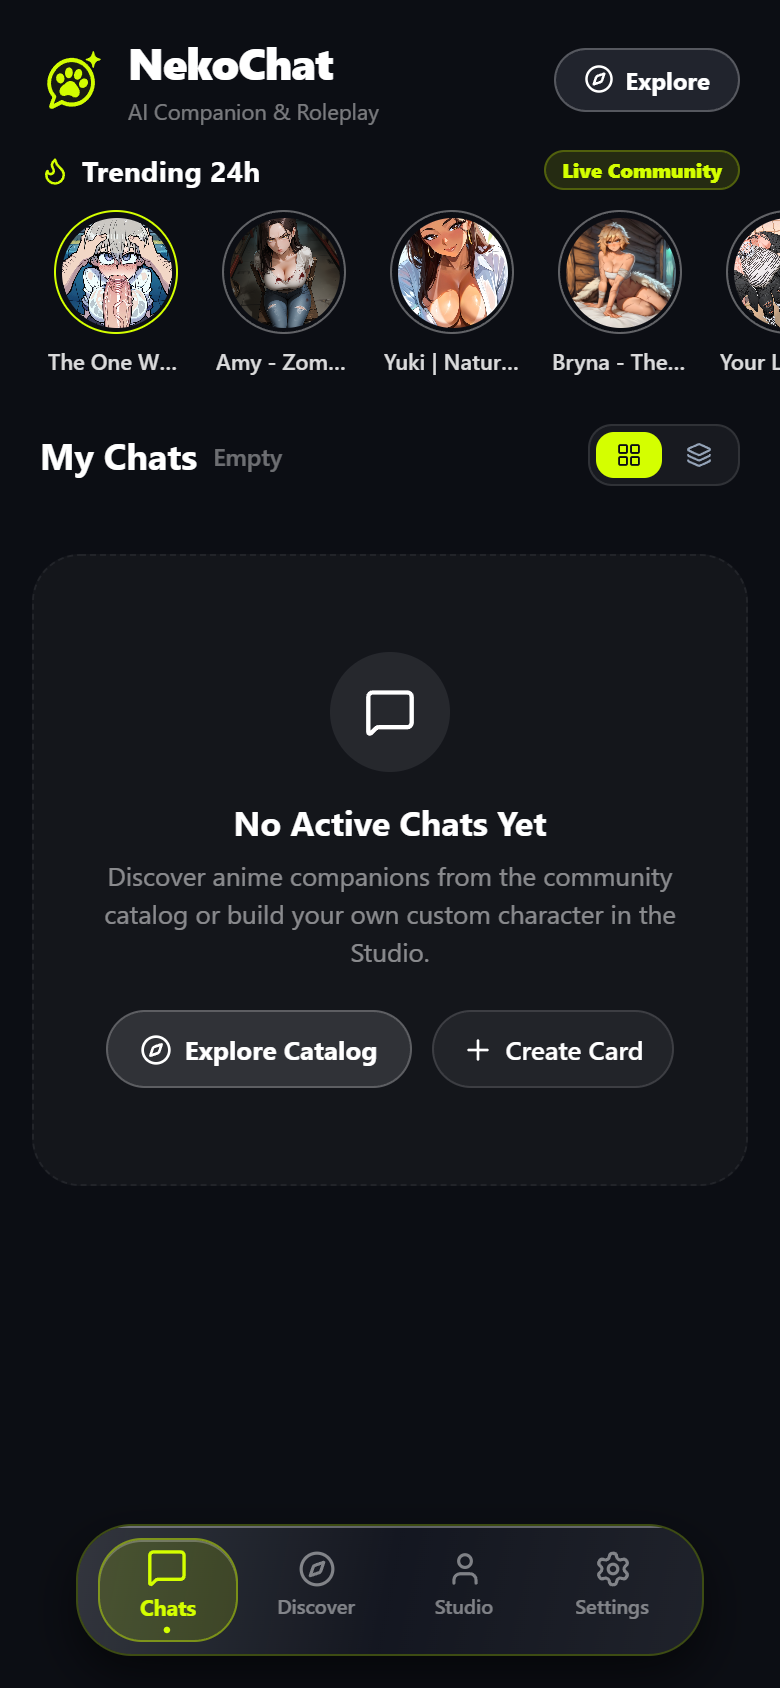 NekoChat
AI Companion & Roleplay
Explore
Trending 24h
Live Community
The One W...
Amy - Zom...
Yuki | Natur...
Bryna - The...
Your L
My Chats
Empty
No Active Chats Yet
Discover anime companions from the community
catalog or build your own custom character in the
Studio.
Explore Catalog
Create Card
Chats
Discover
Studio
Settings